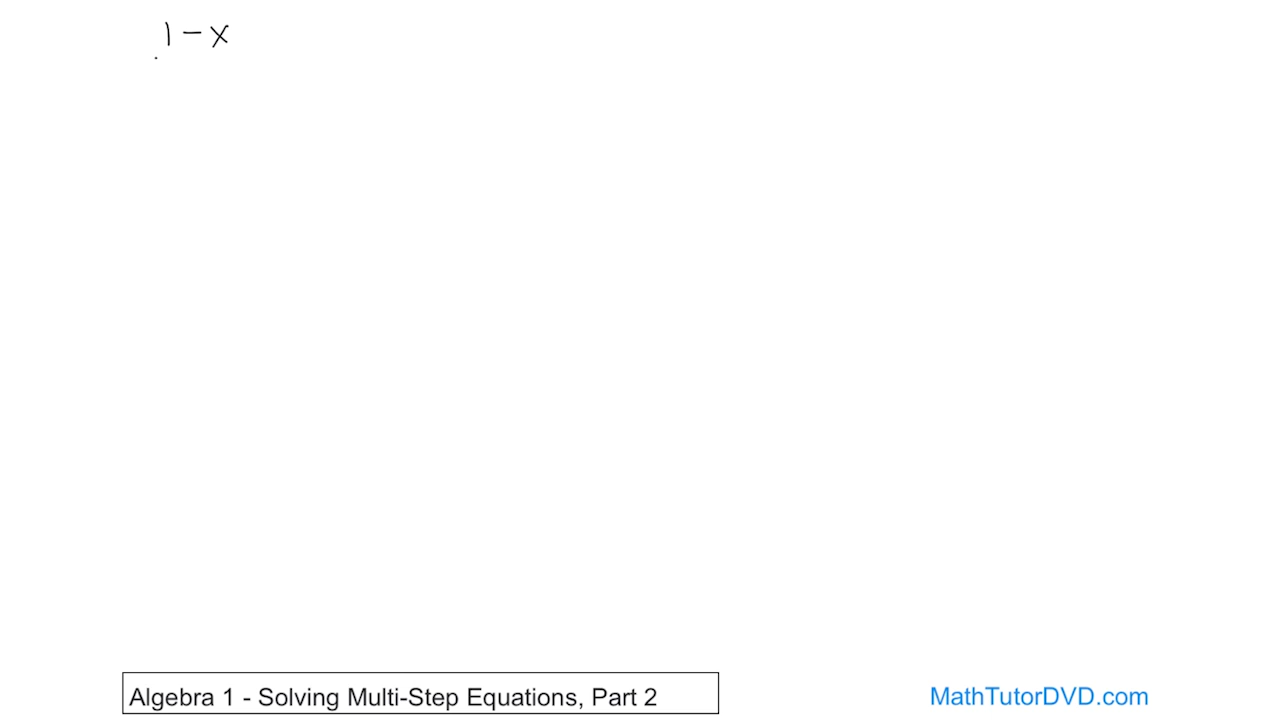 1 - x
Algebra 1 - Solving Multi-Step Equations, Part 2
MathTutorDVD.com